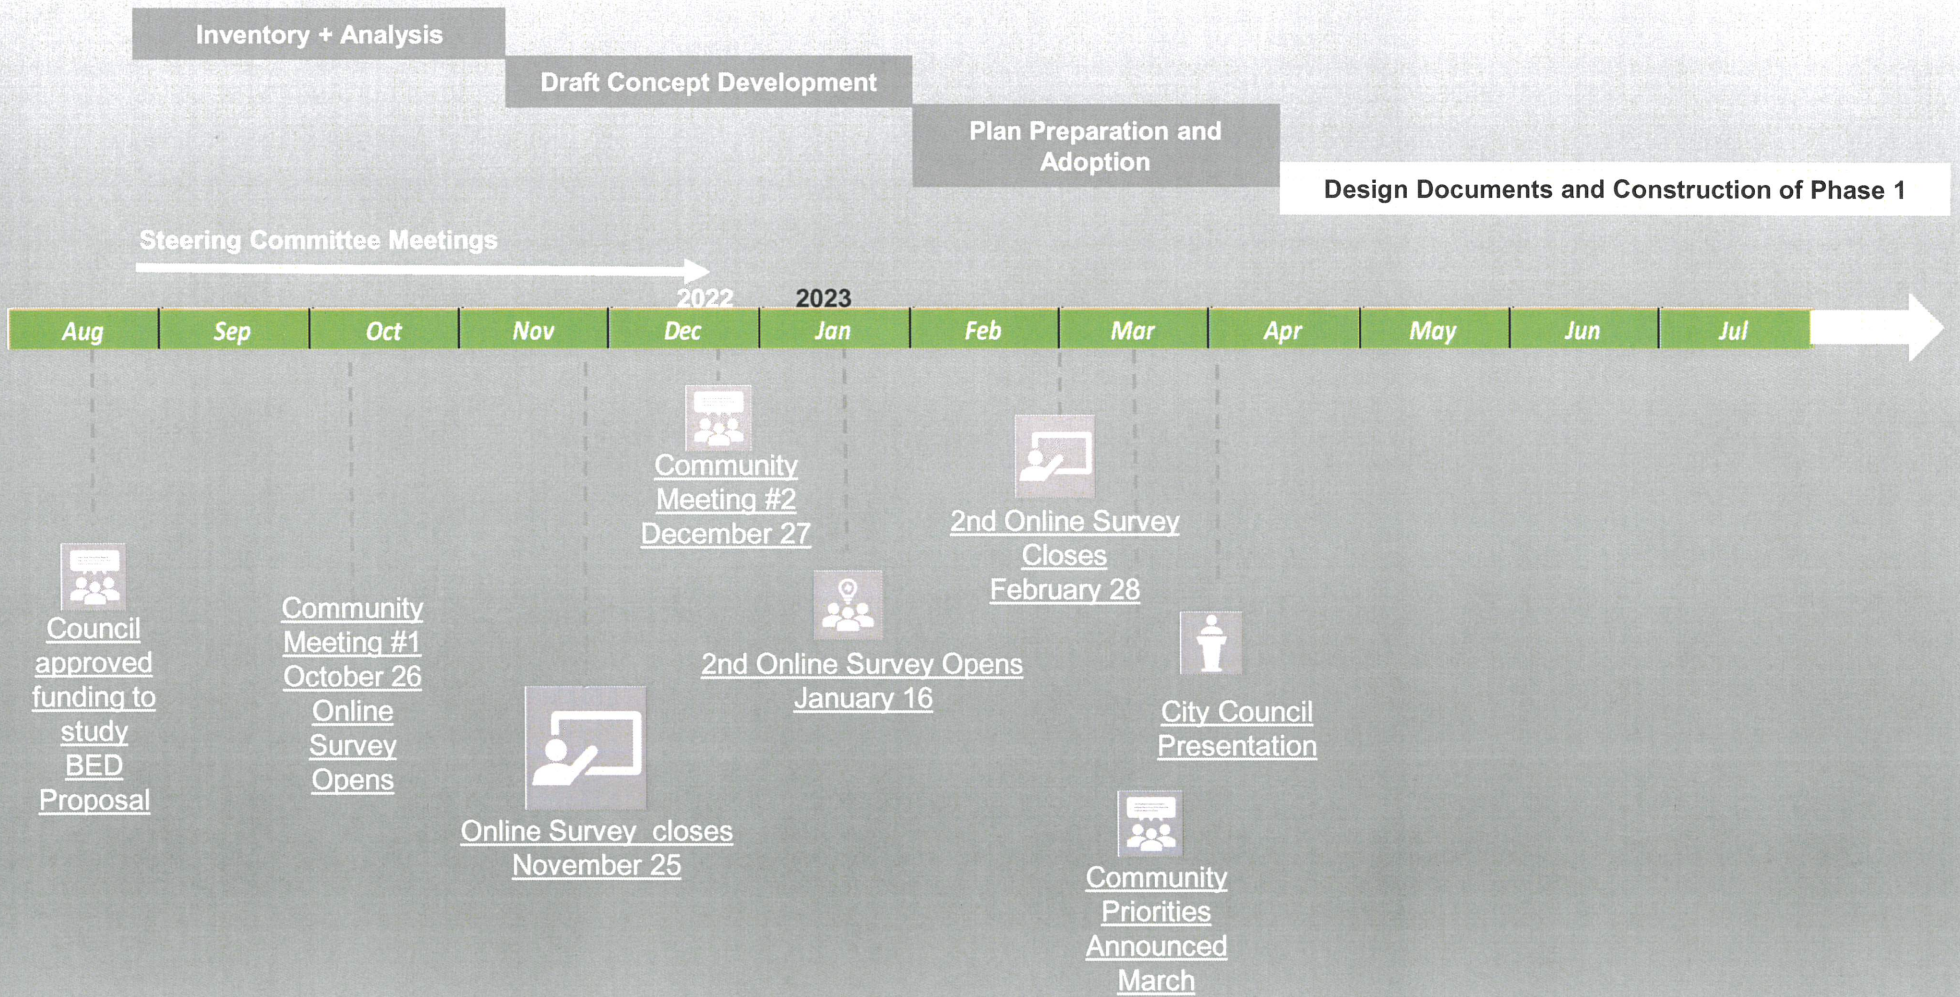 Inventory + Analysis
Draft Concept Development
Plan Preparation and
Adoption
Design Documents and Construction of Phase 1
Steering Committee Meetings
2022
2023
Aug
Sep
Oct
Nov
Dec
Jan
Feb
Mar
Apr
May
Jun
Jul
Council
approved
funding to
study
BED
Proposal
Community
Meeting #1
October 26
Online
Survey
Opens
Online Survey closes
November 25
Community
Meeting #2
December 27
2nd Online Survey Opens
January 16
2nd Online Survey
Closes
February 28
Community
Priorities
Announced
March
City Council
Presentation